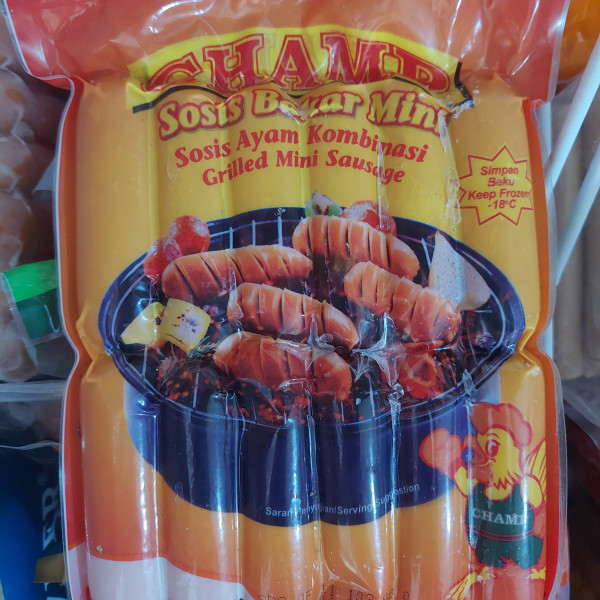 CHAMP
Sosis Bakar Mini
Sosis Ayam Kombinasi
Grilled Mini Sausage
Simpan
Beku
Keep Frozen
-18°C
Saran Penyajian/Serving Suggestion
CHAMP